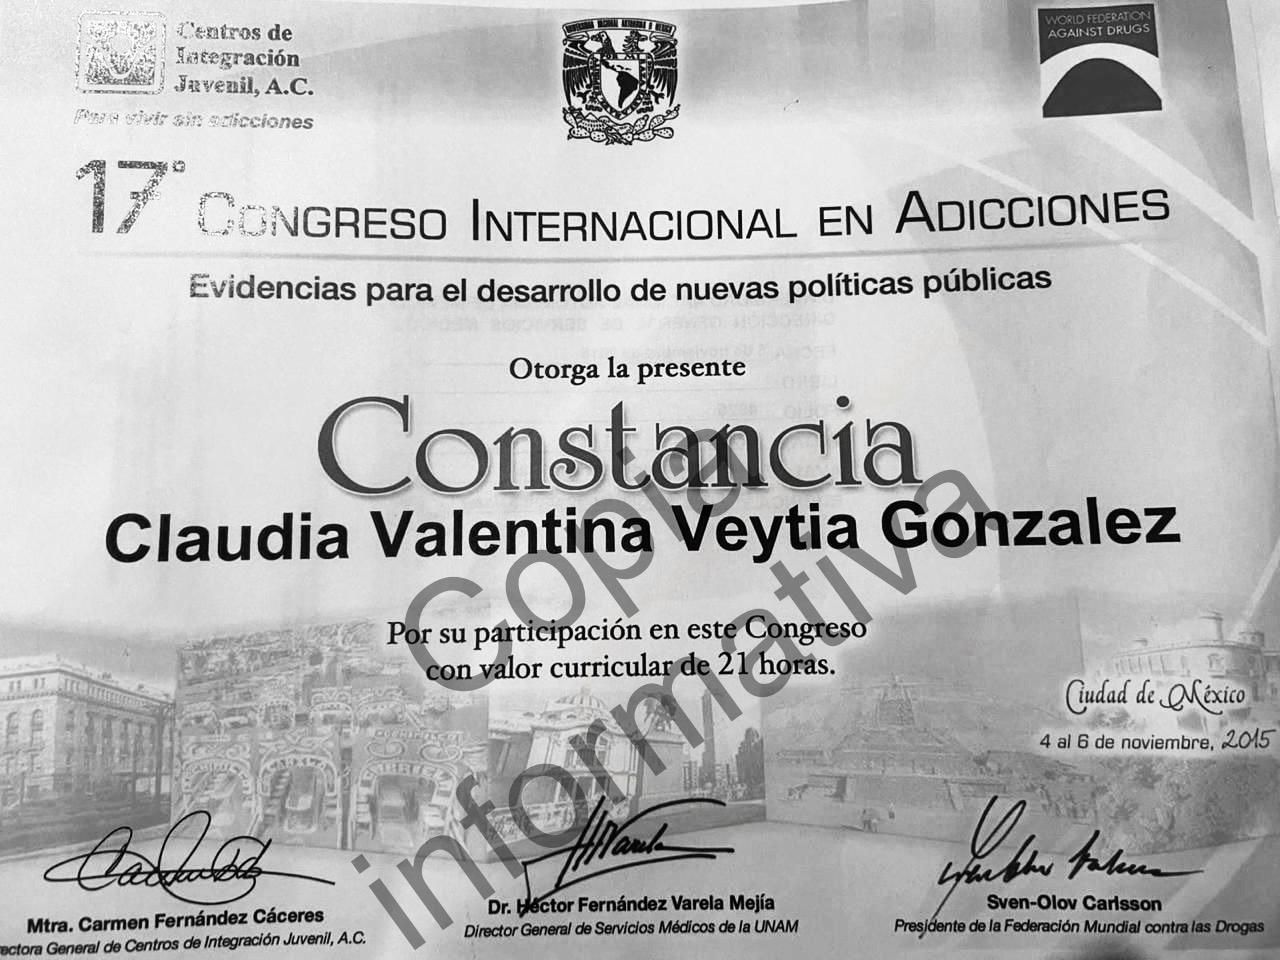 Centros de
Integración
Juvenil, A.C.
Para vivir sin adicciones
WORLD FEDERATION
AGAINST DRUGS
17° CONGRESO INTERNACIONAL EN ADICCIONES
Evidencias para el desarrollo de nuevas políticas públicas
Otorga la presente
Constancia
Claudia Valentina Veytia Gonzalez
Por su participación en este Congreso
con valor curricular de 21 horas.
Copia
informativa
Ciudad de México
4 al 6 de noviembre, 2015
Mtra. Carmen Fernández Cáceres
ectora General de Centros de Integración Juvenil, A.C.
Dr. Héctor Fernández Varela Mejía
Director General de Servicios Médicos de la UNAM
Sven-Olov Carlsson
Presidente de la Federación Mundial contra las Drogas